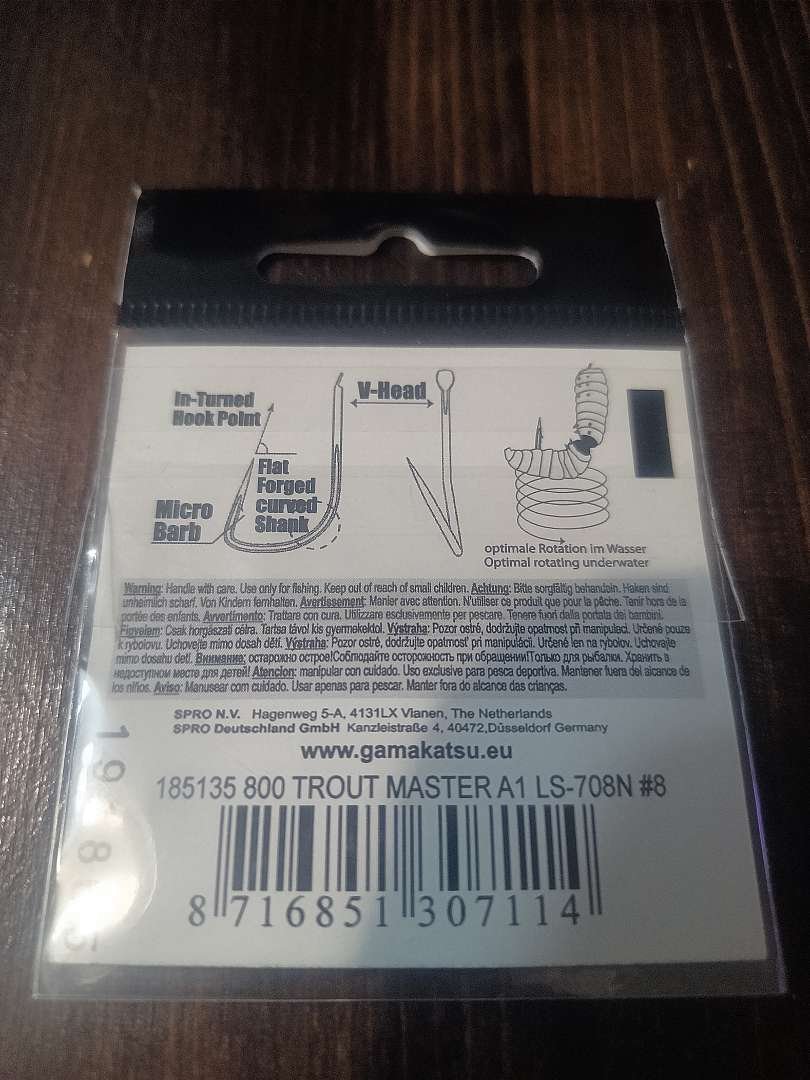 In-Turned
Hook Point
V-Head
Flat
Forged
curved
Shank
Micro
Barb
optimale Rotation im Wasser
Optimal rotating underwater
Warning: Handle with care. Use only for fishing. Keep out of reach of small children. Achtung: Bitte sorgfältig behandeln. Haken sind
unheimlich scharf. Von Kindern fernhalten. Avertissement: Manier avec attention. N'utiliser ce produit que pour la pêche. Tenir hors de la
portée des enfants. Avvertimento: Trattare con cura. Utilizzare esclusivamente per pescare. Tenere fuori dalla portata dei bambini.
Figyelem: Csak horgászati célra. Tartsa távol kis gyermekektol. Výstraha: Pozor ostré, dodržujte opatrnost při manipulaci. Určené pouze
k rybolovu. Uchovejte mimo dosah dětí. Výstraha: Pozor ostré, dodržujte opatrnosť pri manipulácii. Určené len na rybolov. Uchovajte
mimo dosahu detí. Внимание: остарожно острое!Соблюдайте осторожность при обращении!Только для рыбалки. Хранить в
недоступном месте для детей! Atencion: manipular con cuidado. Uso exclusive para pesca deportiva. Mantener fuera del alcance de
los niños. Aviso: Manusear com cuidado. Usar apenas para pescar. Manter fora do alcance das crianças.
SPRO N.V. Hagenweg 5-A, 4131LX Vianen, The Netherlands
SPRO Deutschland GmbH Kanzleistraße 4, 40472,Düsseldorf Germany
www.gamakatsu.eu
185135 800 TROUT MASTER A1 LS-708N #8
8 716851 307114